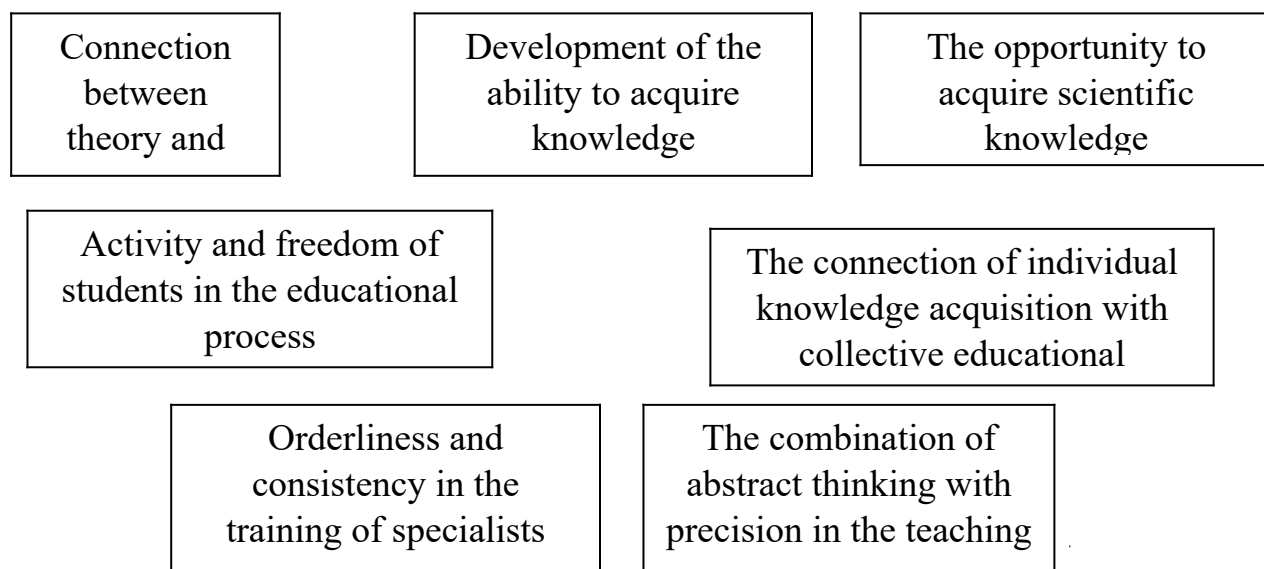 Connection
between
theory and
Development of the
ability to acquire
knowledge
The opportunity to
acquire scientific
knowledge
Activity and freedom of
students in the educational
process
The connection of individual
knowledge acquisition with
collective educational
Orderliness and
consistency in the
training of specialists
The combination of
abstract thinking with
precision in the teaching